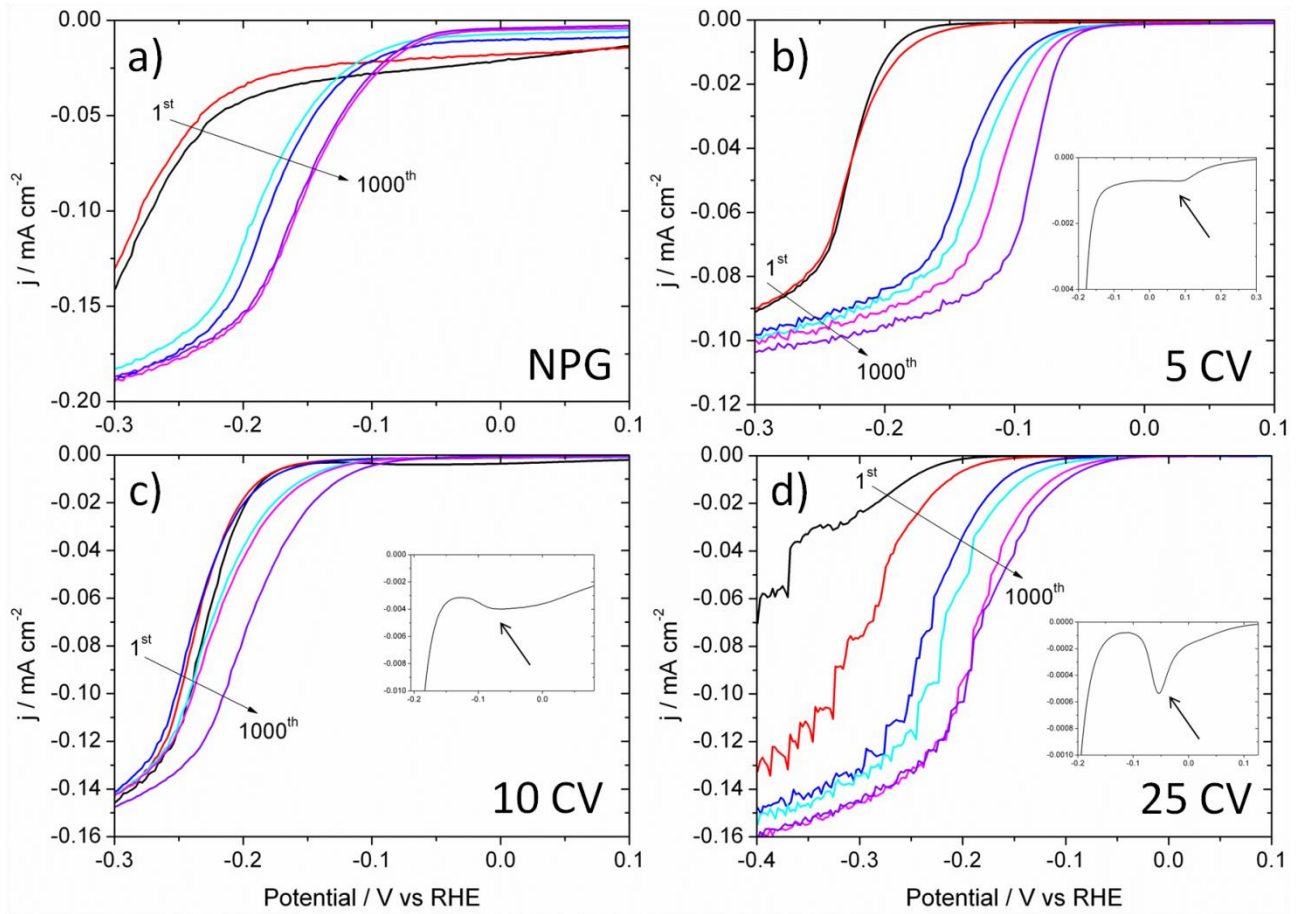 a)
1st
1000th
NPG
0.00
-0.05
-0.10
-0.15
-0.20
j / mA cm-2
-0.3 -0.2 -0.1 0.0 0.1
b)
1st
1000th
5 CV
0.00
-0.02
-0.04
-0.06
-0.08
-0.10
-0.12
j / mA cm-2
-0.3 -0.2 -0.1 0.0 0.1
0.000
-0.002
-0.004
-0.2 -0.1 0.0 0.1 0.2 0.3
c)
1st
1000th
10 CV
0.00
-0.02
-0.04
-0.06
-0.08
-0.10
-0.12
-0.14
-0.16
j / mA cm-2
-0.3 -0.2 -0.1 0.0 0.1
Potential / V vs RHE
0.000
-0.002
-0.004
-0.006
-0.008
-0.010
-0.2 -0.1 0.0
d)
1st
1000th
25 CV
0.00
-0.02
-0.04
-0.06
-0.08
-0.10
-0.12
-0.14
-0.16
j / mA cm-2
-0.4 -0.3 -0.2 -0.1 0.0 0.1
Potential / V vs RHE
0.0000
-0.0002
-0.0004
-0.0006
-0.0008
-0.0010
-0.2 -0.1 0.0 0.1